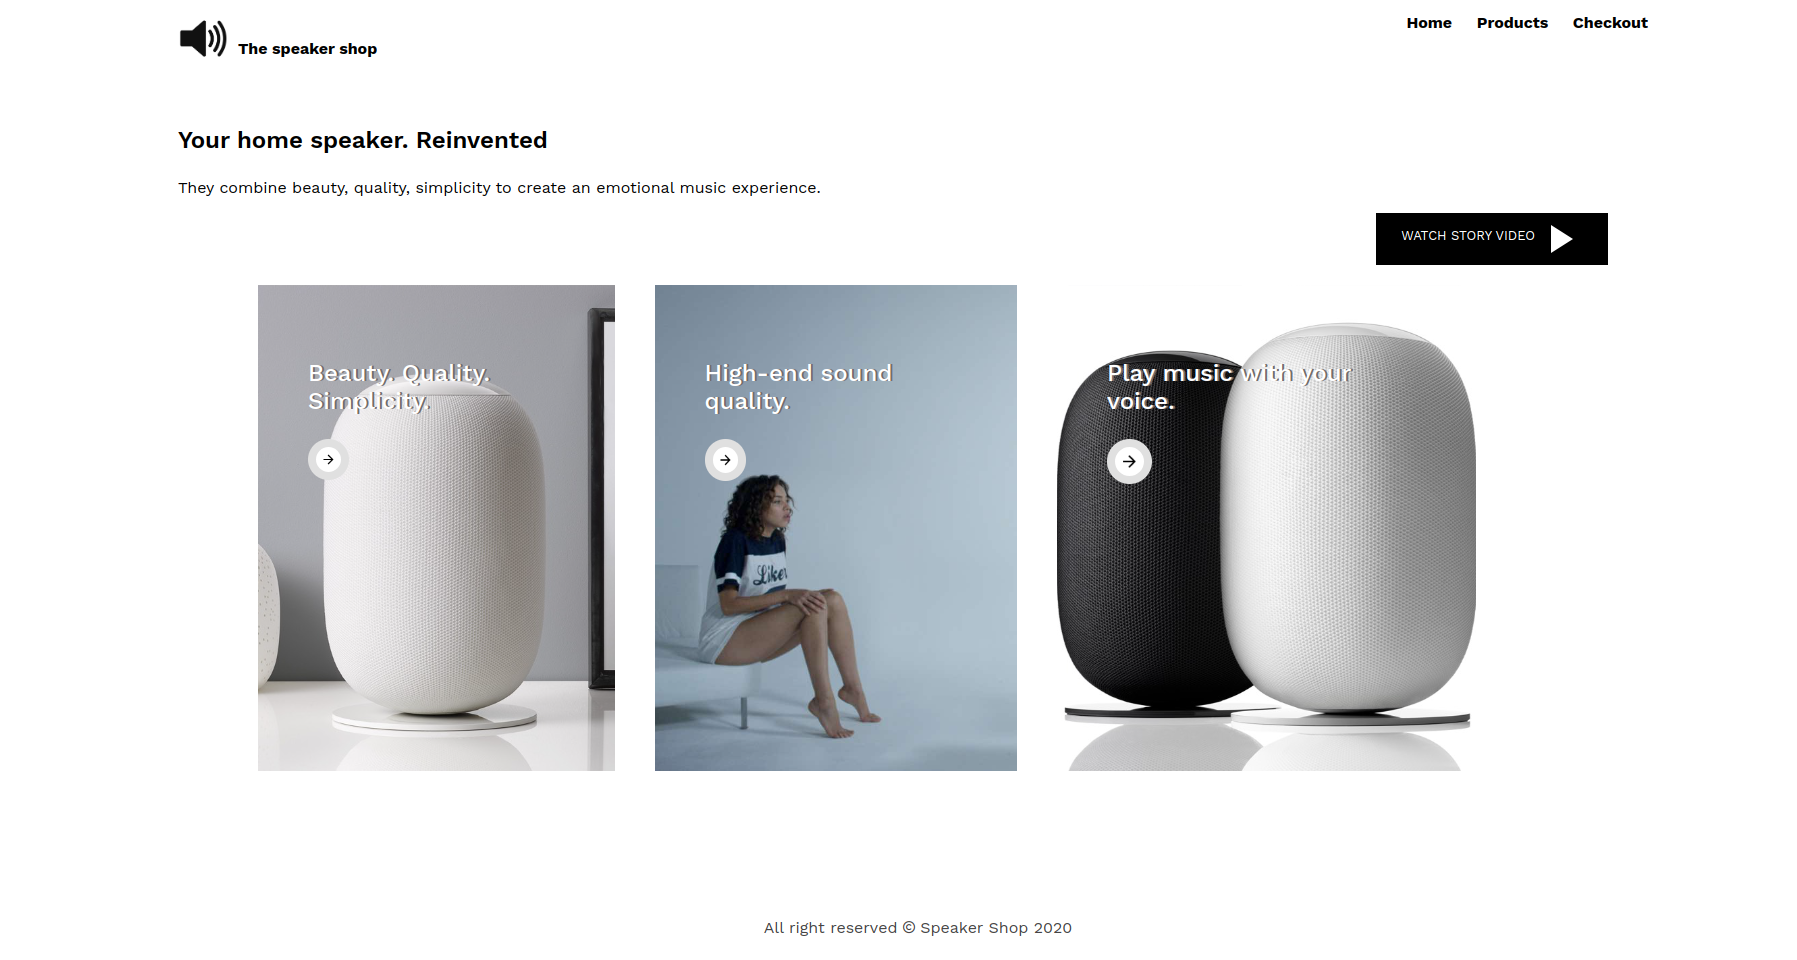 The speaker shop
Home Products Checkout
Your home speaker. Reinvented
They combine beauty, quality, simplicity to create an emotional music experience.
WATCH STORY VIDEO
Beauty. Quality.
Simplicity.
High-end sound
quality.
Liker
Play music with your
voice.
All right reserved © Speaker Shop 2020